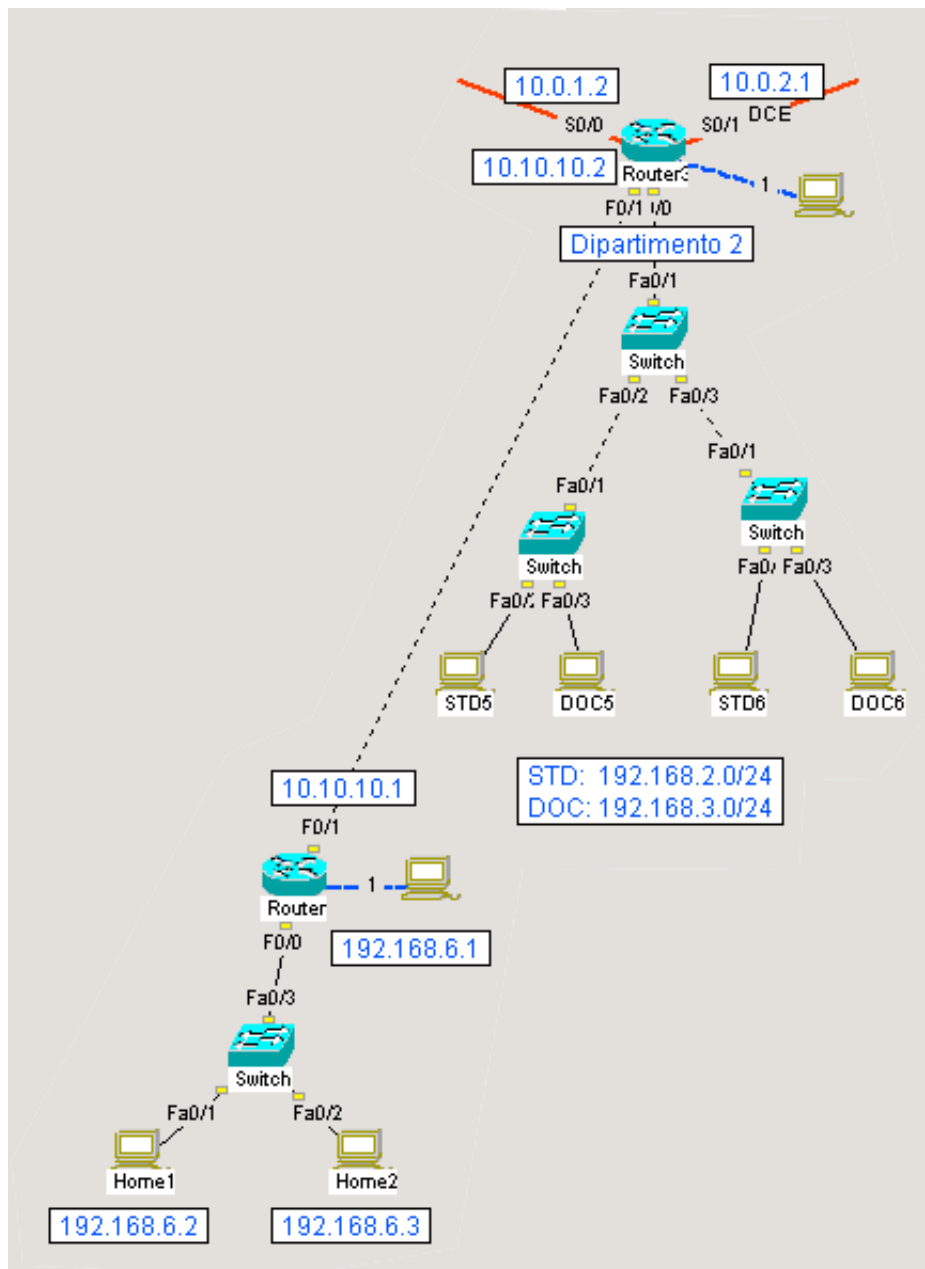 10.0.1.2
10.0.2.1
DCE
S0/0
S0/1
10.10.10.2
Router3
1
F0/1
Dipartimento 2
Fa0/1
Switch
Fa0/2
Fa0/3
Fa0/1
Fa0/1
Switch
Switch
Fa0/3
Fa0/3
STD5
DOC5
STD6
DOC6
STD: 192.168.2.0/24
DOC: 192.168.3.0/24
10.10.10.1
F0/1
1
Router
F0/0
192.168.6.1
Fa0/3
Switch
Fa0/1
Fa0/2
Home1
Home2
192.168.6.2
192.168.6.3